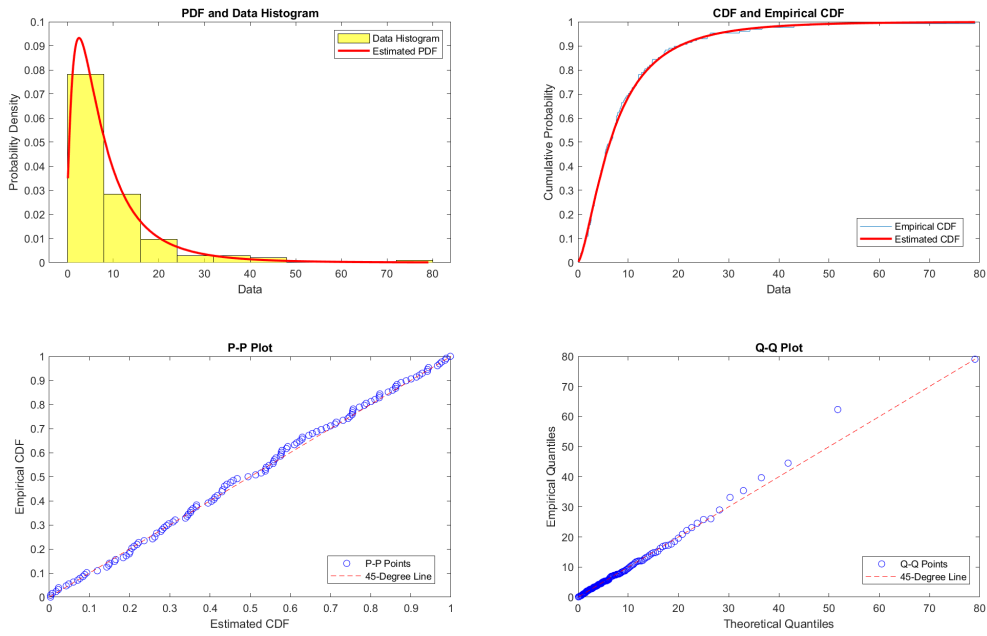 PDF and Data Histogram
0.1
0.09
0.08
0.07
0.06
0.05
0.04
0.03
0.02
0.01
0
Probability Density
Data Histogram
Estimated PDF
0 10 20 30 40 50 60 70 80
Data
CDF and Empirical CDF
1
0.9
0.8
0.7
0.6
0.5
0.4
0.3
0.2
0.1
0
Cumulative Probability
Empirical CDF
Estimated CDF
0 10 20 30 40 50 60 70 80
Data
P-P Plot
1
0.9
0.8
0.7
0.6
0.5
0.4
0.3
0.2
0.1
0
Empirical CDF
P-P Points
45-Degree Line
0 0.1 0.2 0.3 0.4 0.5 0.6 0.7 0.8 0.9 1
Estimated CDF
Q-Q Plot
80
70
60
50
40
30
20
10
0
Empirical Quantiles
Q-Q Points
45-Degree Line
0 10 20 30 40 50 60 70 80
Theoretical Quantiles